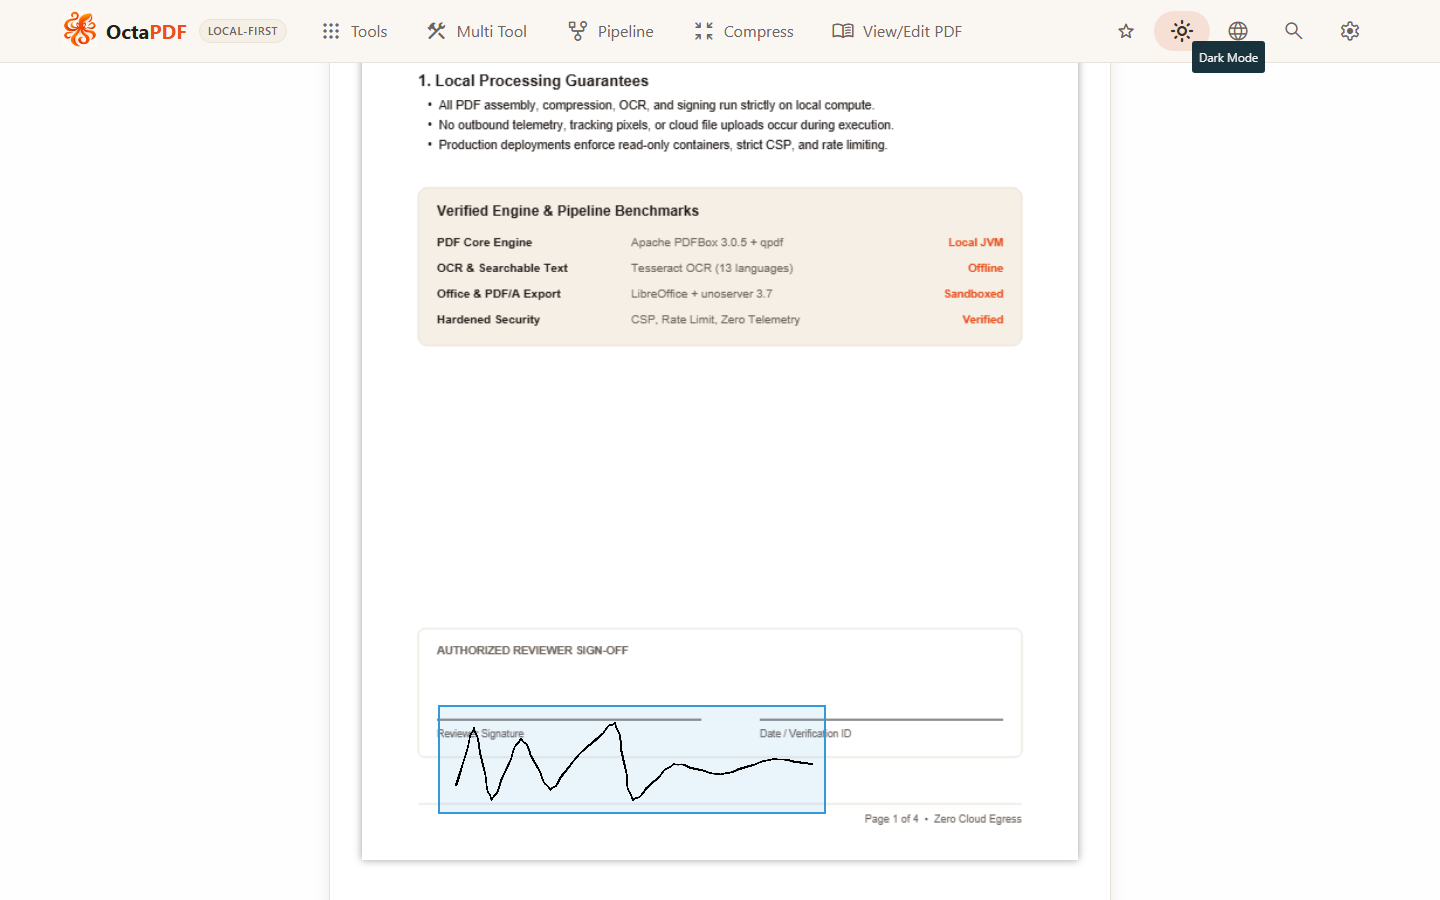 OctaPDF LOCAL-FIRST Tools Multi Tool Pipeline Compress View/Edit PDF
Dark Mode
1. Local Processing Guarantees
• All PDF assembly, compression, OCR, and signing run strictly on local compute.
• No outbound telemetry, tracking pixels, or cloud file uploads occur during execution.
• Production deployments enforce read-only containers, strict CSP, and rate limiting.
Verified Engine & Pipeline Benchmarks
PDF Core Engine Apache PDFBox 3.0.5 + qpdf Local JVM
OCR & Searchable Text Tesseract OCR (13 languages) Offline
Office & PDF/A Export LibreOffice + unoserver 3.7 Sandboxed
Hardened Security CSP, Rate Limit, Zero Telemetry Verified
AUTHORIZED REVIEWER SIGN-OFF
Reviewer Signature Date / Verification ID
Page 1 of 4 • Zero Cloud Egress